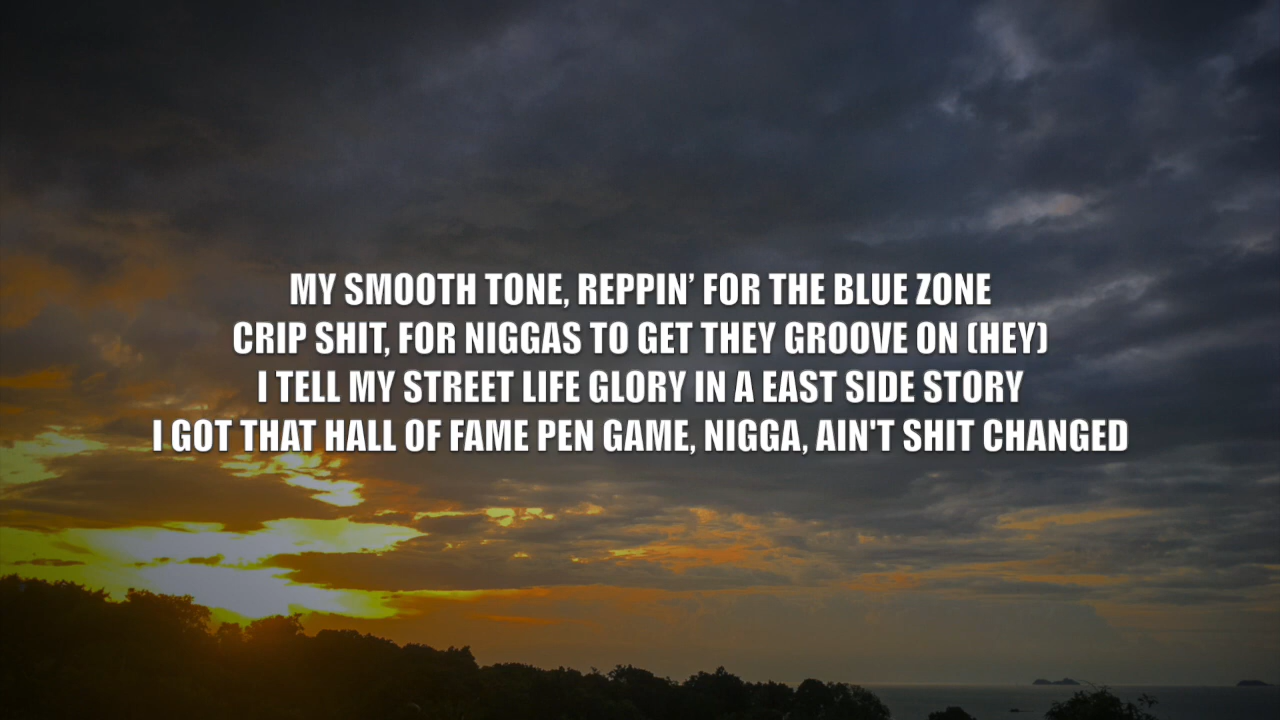 MY SMOOTH TONE, REPPIN’ FOR THE BLUE ZONE
CRIP SHIT, FOR NIGGAS TO GET THEY GROOVE ON (HEY)
I TELL MY STREET LIFE GLORY IN A EAST SIDE STORY
I GOT THAT HALL OF FAME PEN GAME, NIGGA, AIN'T SHIT CHANGED